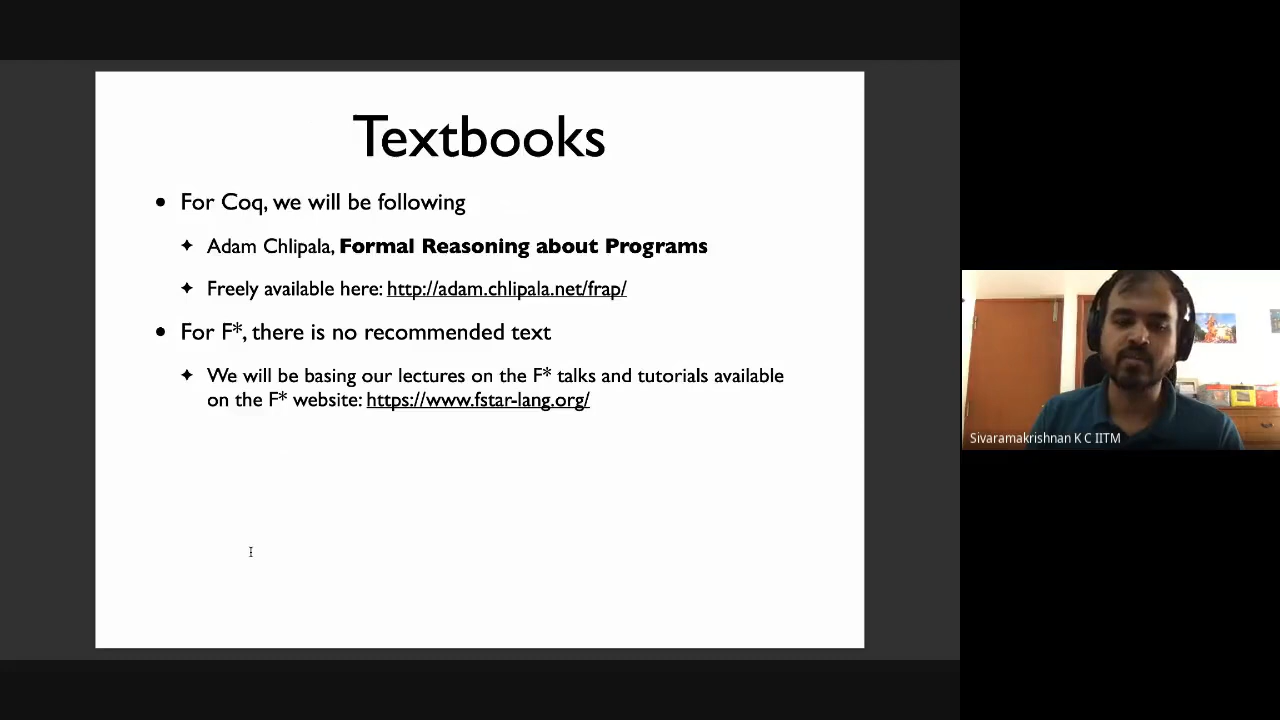 Textbooks
• For Coq, we will be following
✦ Adam Chlipala, Formal Reasoning about Programs
✦ Freely available here: http://adam.chlipala.net/frap/
• For F*, there is no recommended text
✦ We will be basing our lectures on the F* talks and tutorials available
on the F* website: https://www.fstar-lang.org/
Sivaramakrishnan K C IITM